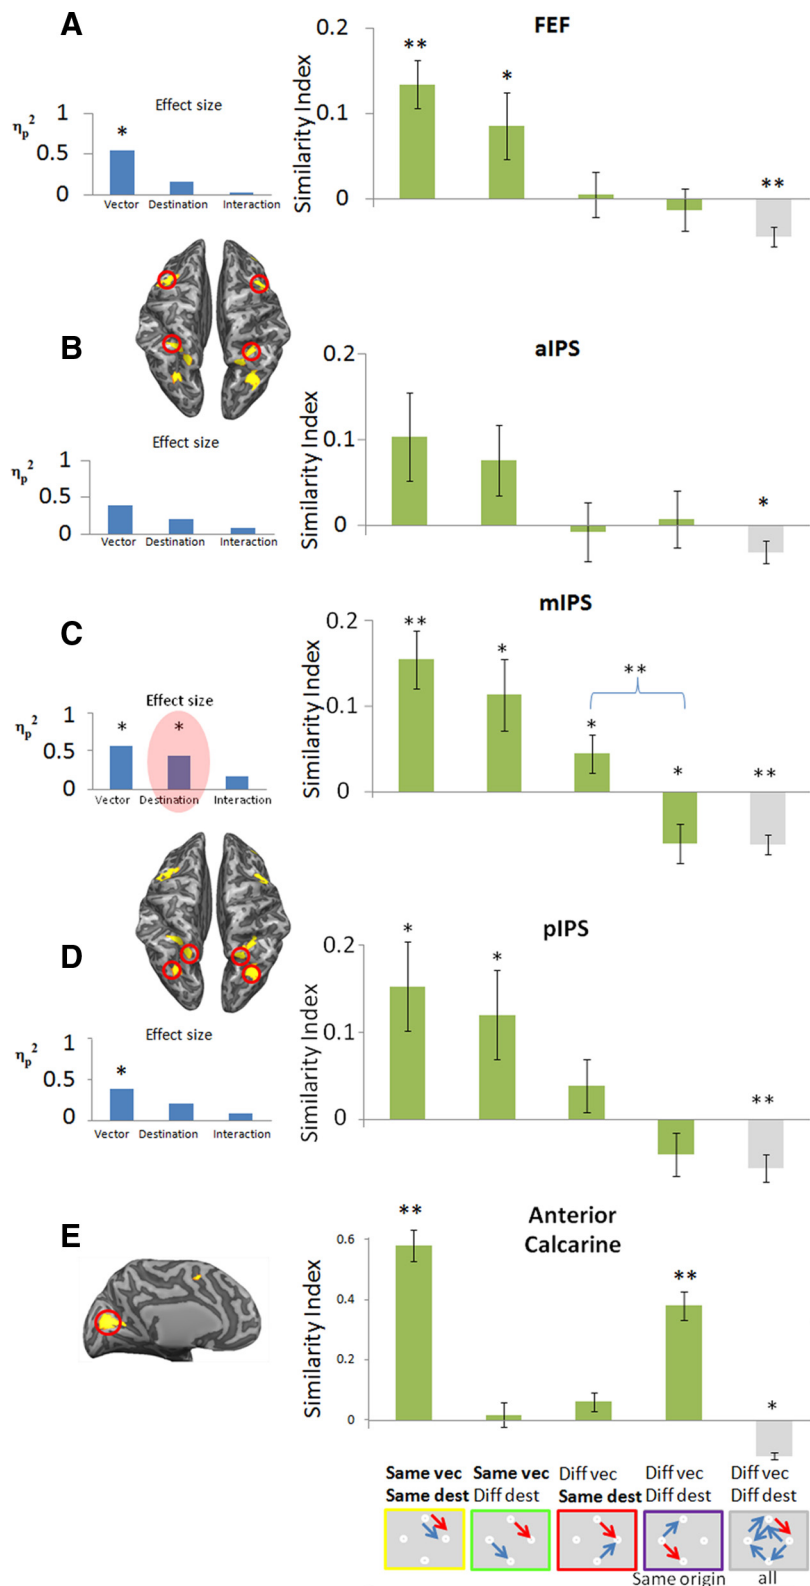 A
FEF
0.2
0.1
0
Similarity Index
**
*
**
Effect size
ηp2
1
0.5
0
*
Vector Destination Interaction
B
aIPS
0.2
0.1
0
Similarity Index
*
Effect size
ηp2
1
0.5
0
Vector Destination Interaction
C
mIPS
0.2
0.1
0
Similarity Index
**
*
*
**
*
**
Effect size
ηp2
1
0.5
0
*
*
Vector Destination Interaction
D
pIPS
0.2
0.1
0
Similarity Index
*
*
**
Effect size
ηp2
1
0.5
0
*
Vector Destination Interaction
E
Anterior
Calcarine
0.6
0.4
0.2
0
Similarity Index
**
**
*
Same vec
Same dest
Same vec
Diff dest
Diff vec
Same dest
Diff vec
Diff dest
Diff vec
Diff dest
Same origin
all